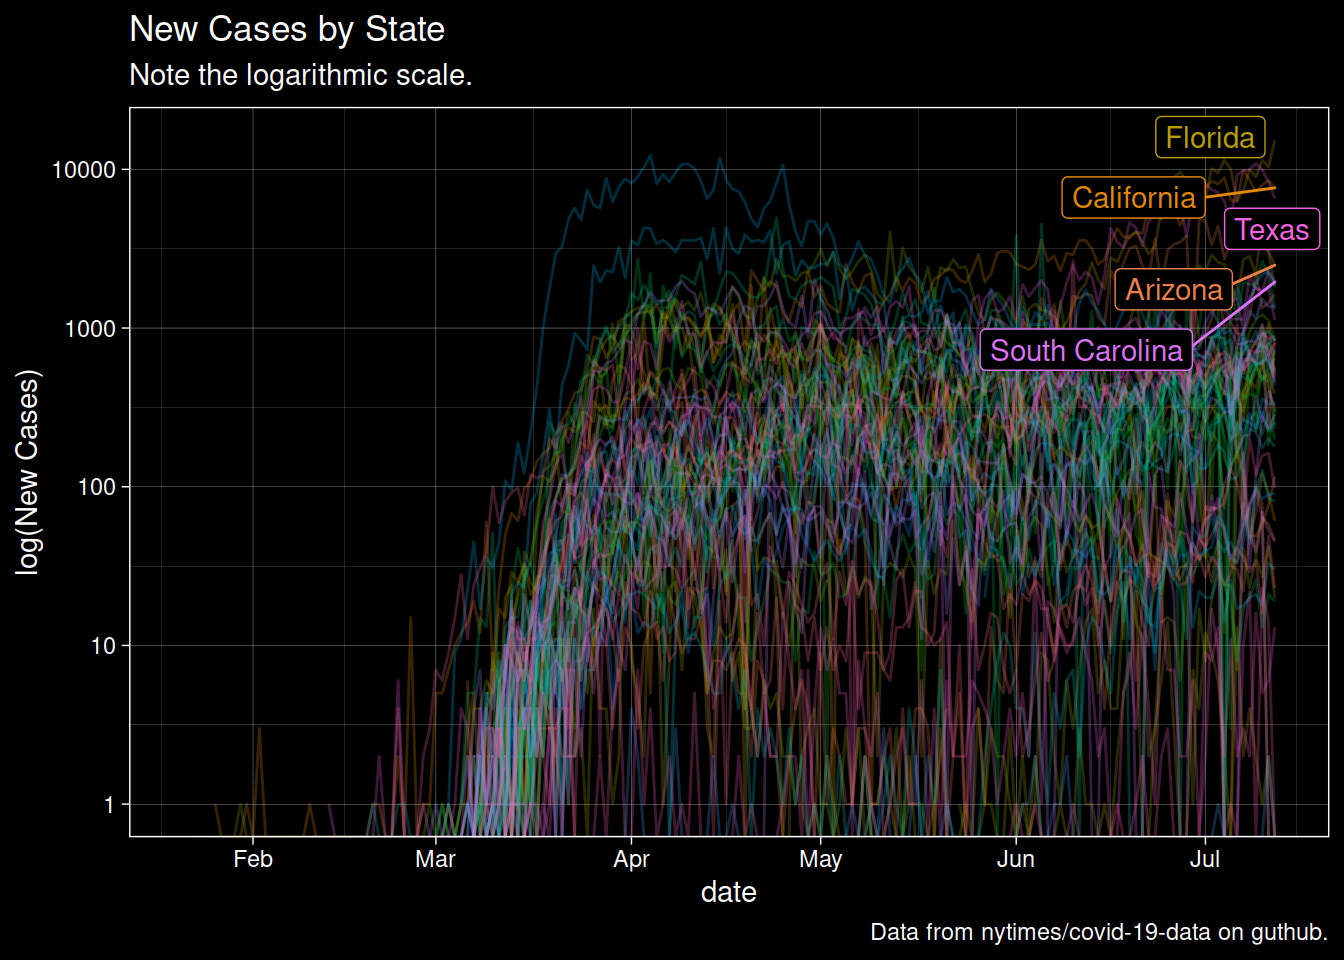 New Cases by State
Note the logarithmic scale.
log(New Cases)
10000
1000
100
10
1
Florida
California
Texas
Arizona
South Carolina
Feb
Mar
Apr
May
Jun
Jul
date
Data from nytimes/covid-19-data on guthub.